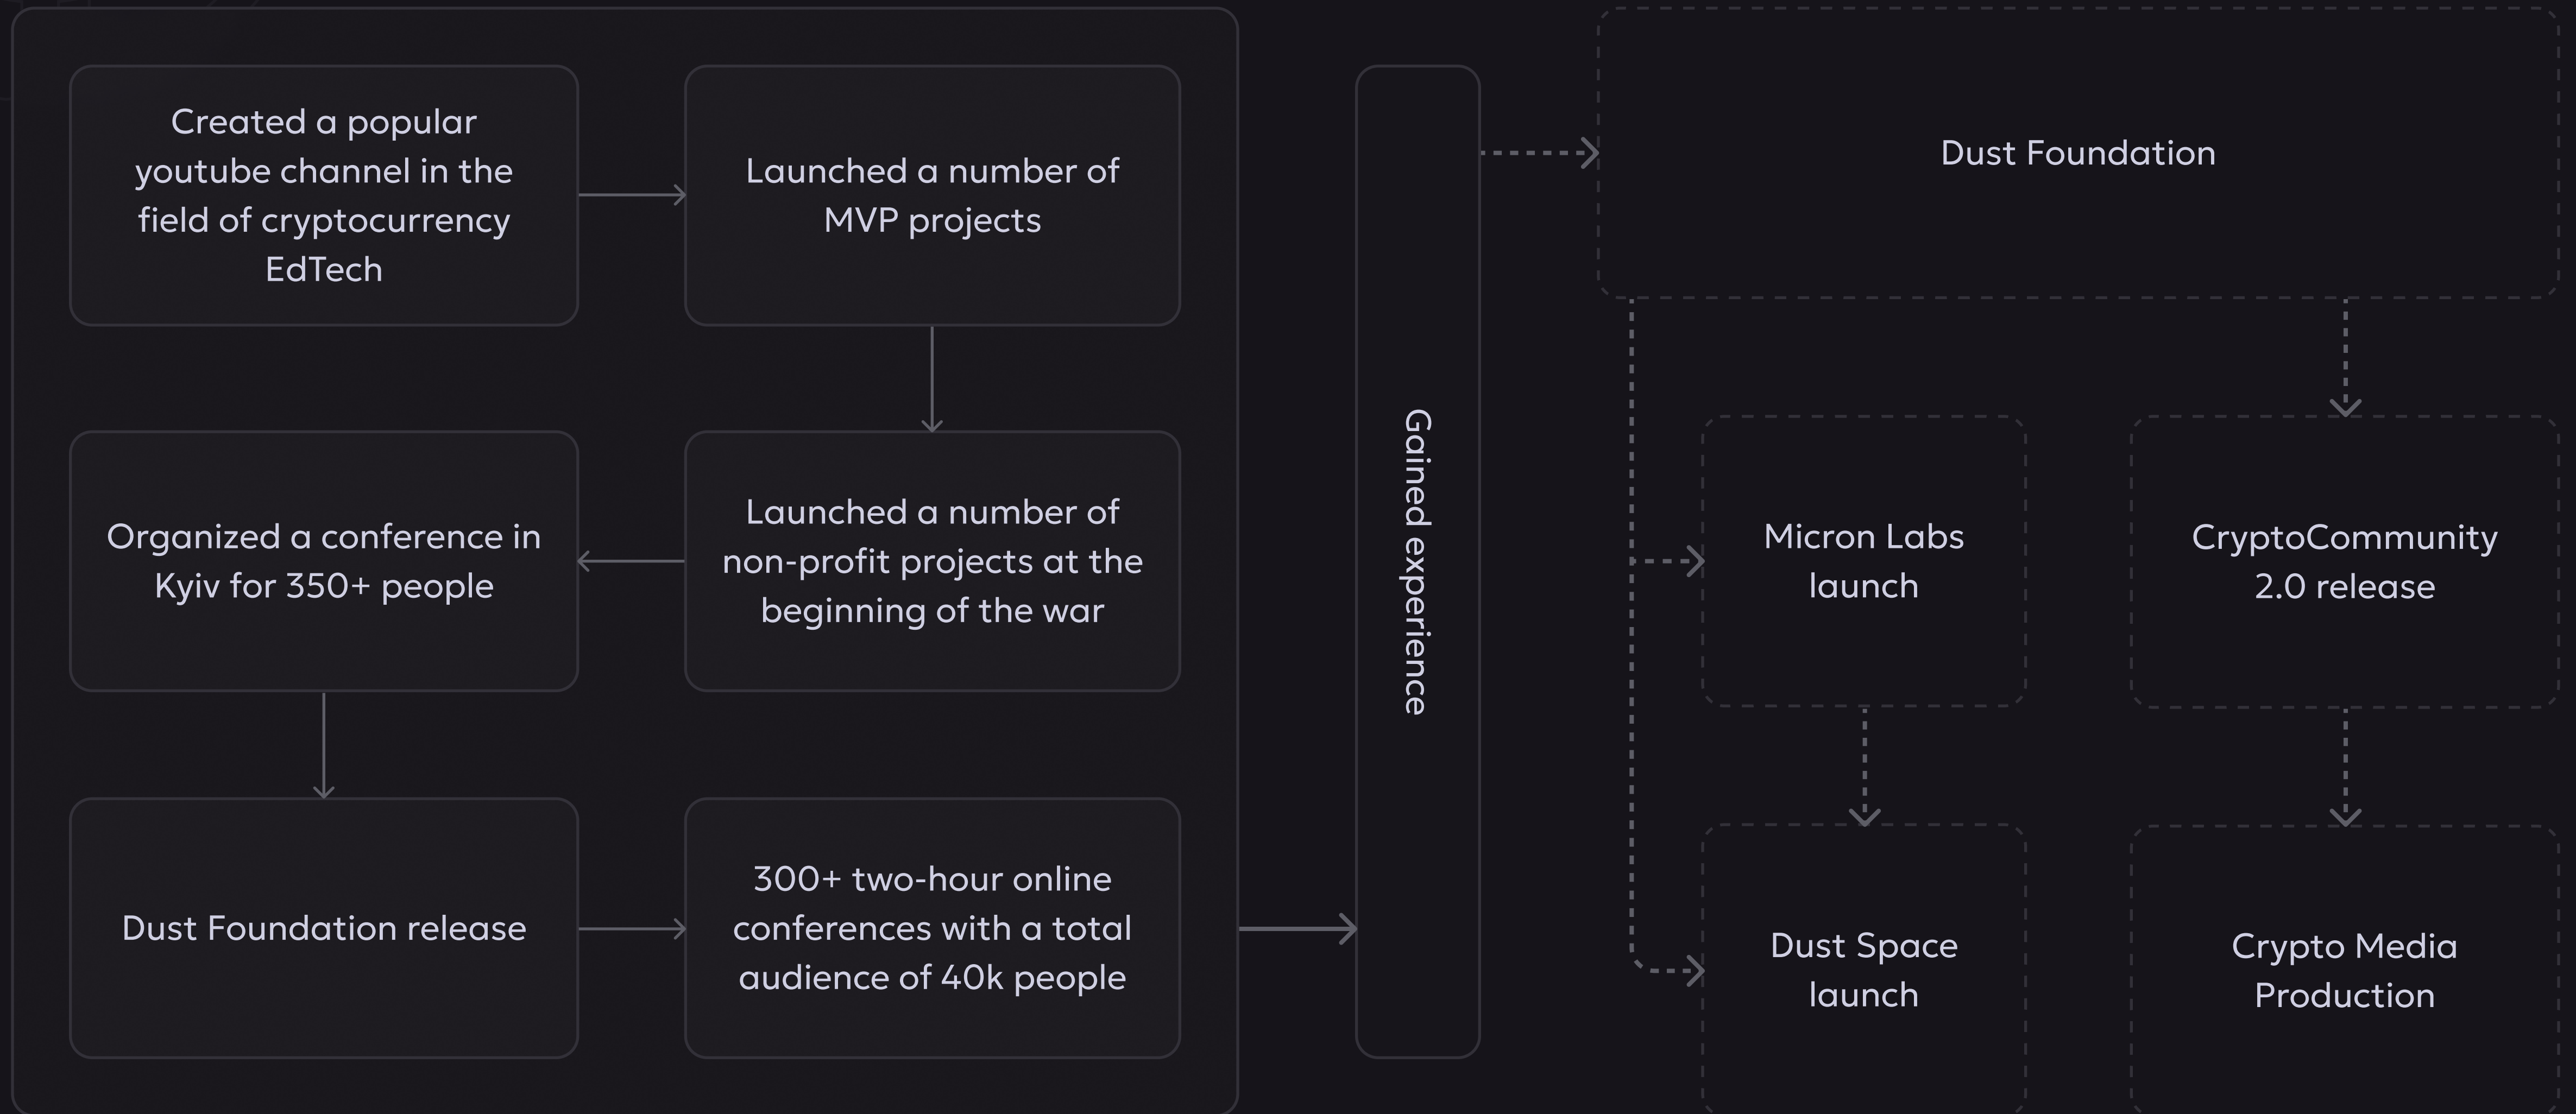 Created a popular
youtube channel in the
field of cryptocurrency
EdTech
Launched a number of
MVP projects
Launched a number of
non-profit projects at the
beginning of the war
Organized a conference in
Kyiv for 350+ people
Dust Foundation release
300+ two-hour online
conferences with a total
audience of 40k people
Gained experience
Dust Foundation
Micron Labs
launch
CryptoCommunity
2.0 release
Dust Space
launch
Crypto Media
Production